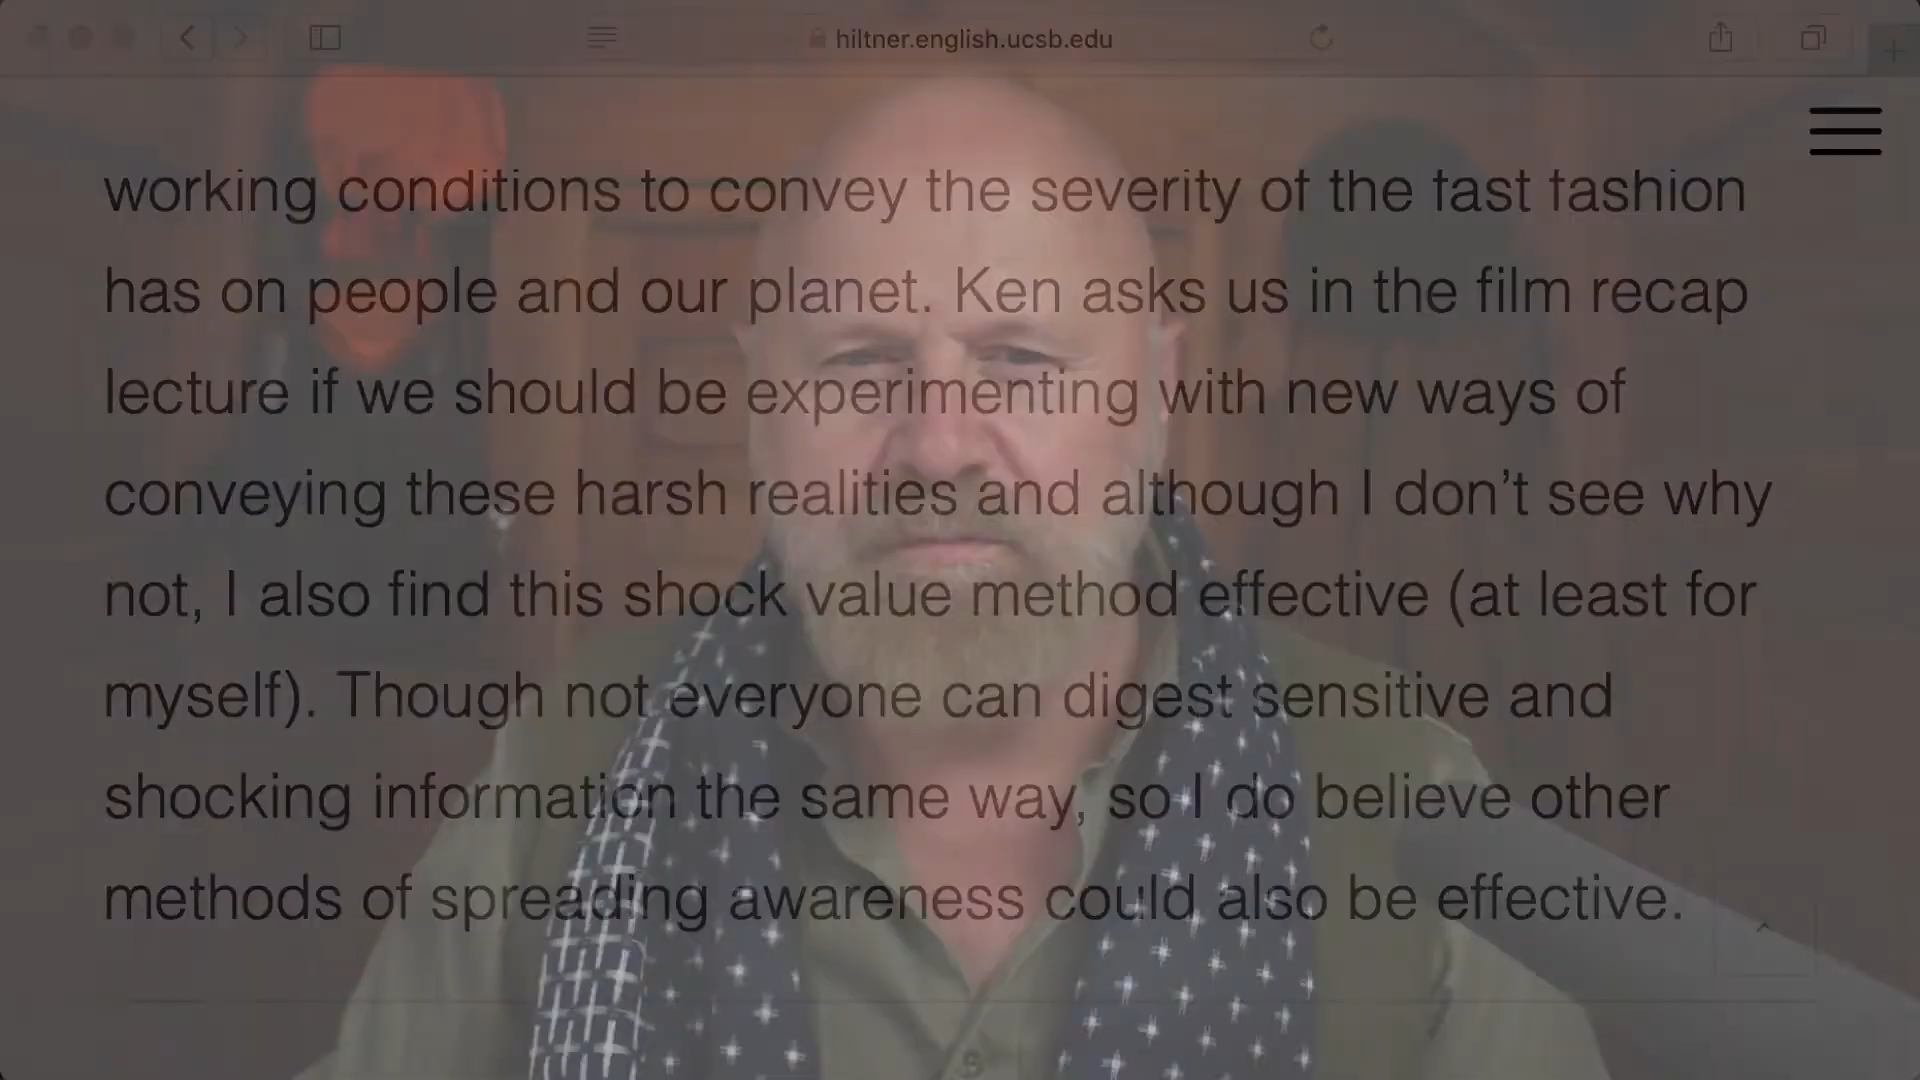 hiltner.english.ucsb.edu
working conditions to convey the severity of the fast fashion
has on people and our planet. Ken asks us in the film recap
lecture if we should be experimenting with new ways of
conveying these harsh realities and although I don’t see why
not, I also find this shock value method effective (at least for
myself). Though not everyone can digest sensitive and
shocking information the same way, so I do believe other
methods of spreading awareness could also be effective.